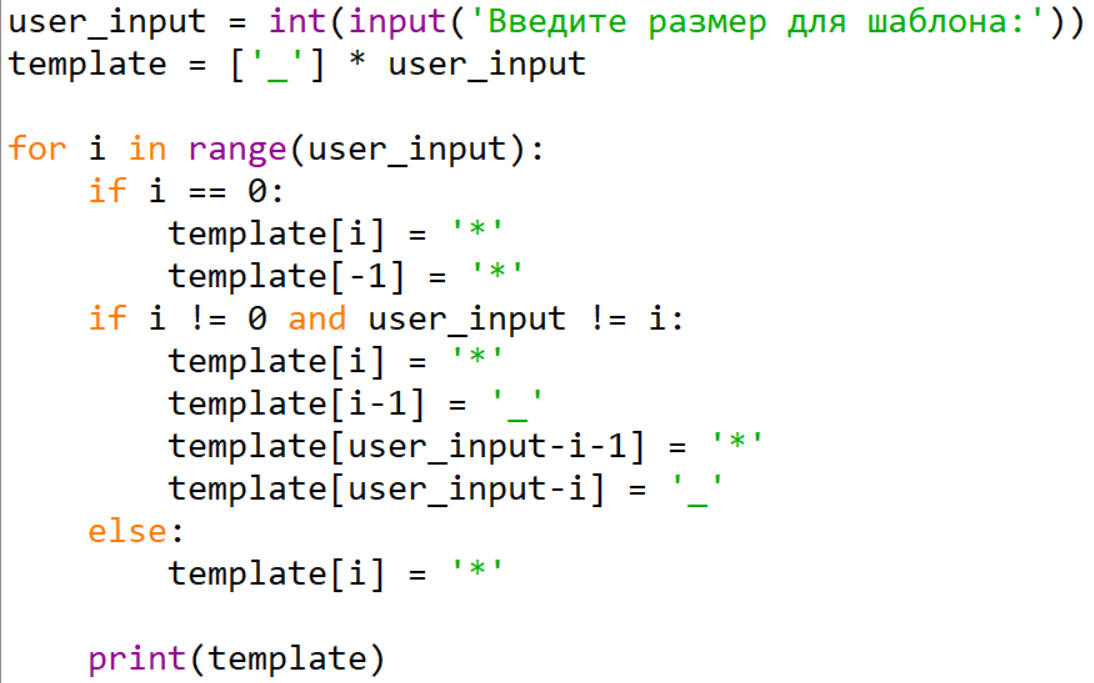 user_input = int(input('Введите размер для шаблона:'))
template = ['_'] * user_input

for i in range(user_input):
    if i == 0:
        template[i] = '*'
        template[-1] = '*'
    if i != 0 and user_input != i:
        template[i] = '*'
        template[i-1] = '_'
        template[user_input-i-1] = '*'
        template[user_input-i] = '_'
    else:
        template[i] = '*'

    print(template)